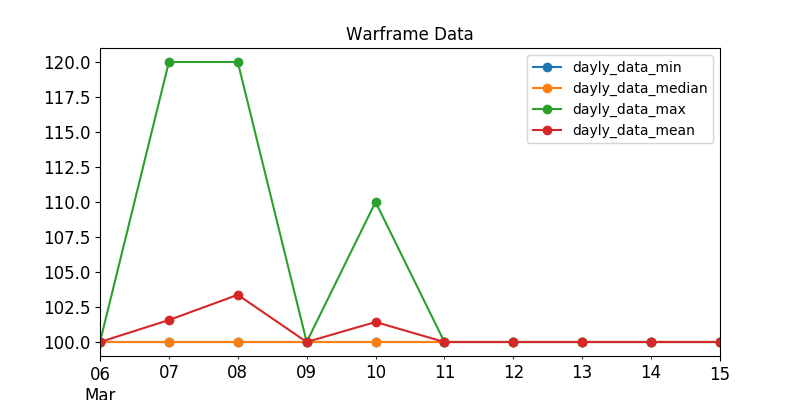 Warframe Data
dayly_data_min
dayly_data_median
dayly_data_max
dayly_data_mean
120.0
117.5
115.0
112.5
110.0
107.5
105.0
102.5
100.0
06 07 08 09 10 11 12 13 14 15
Mar